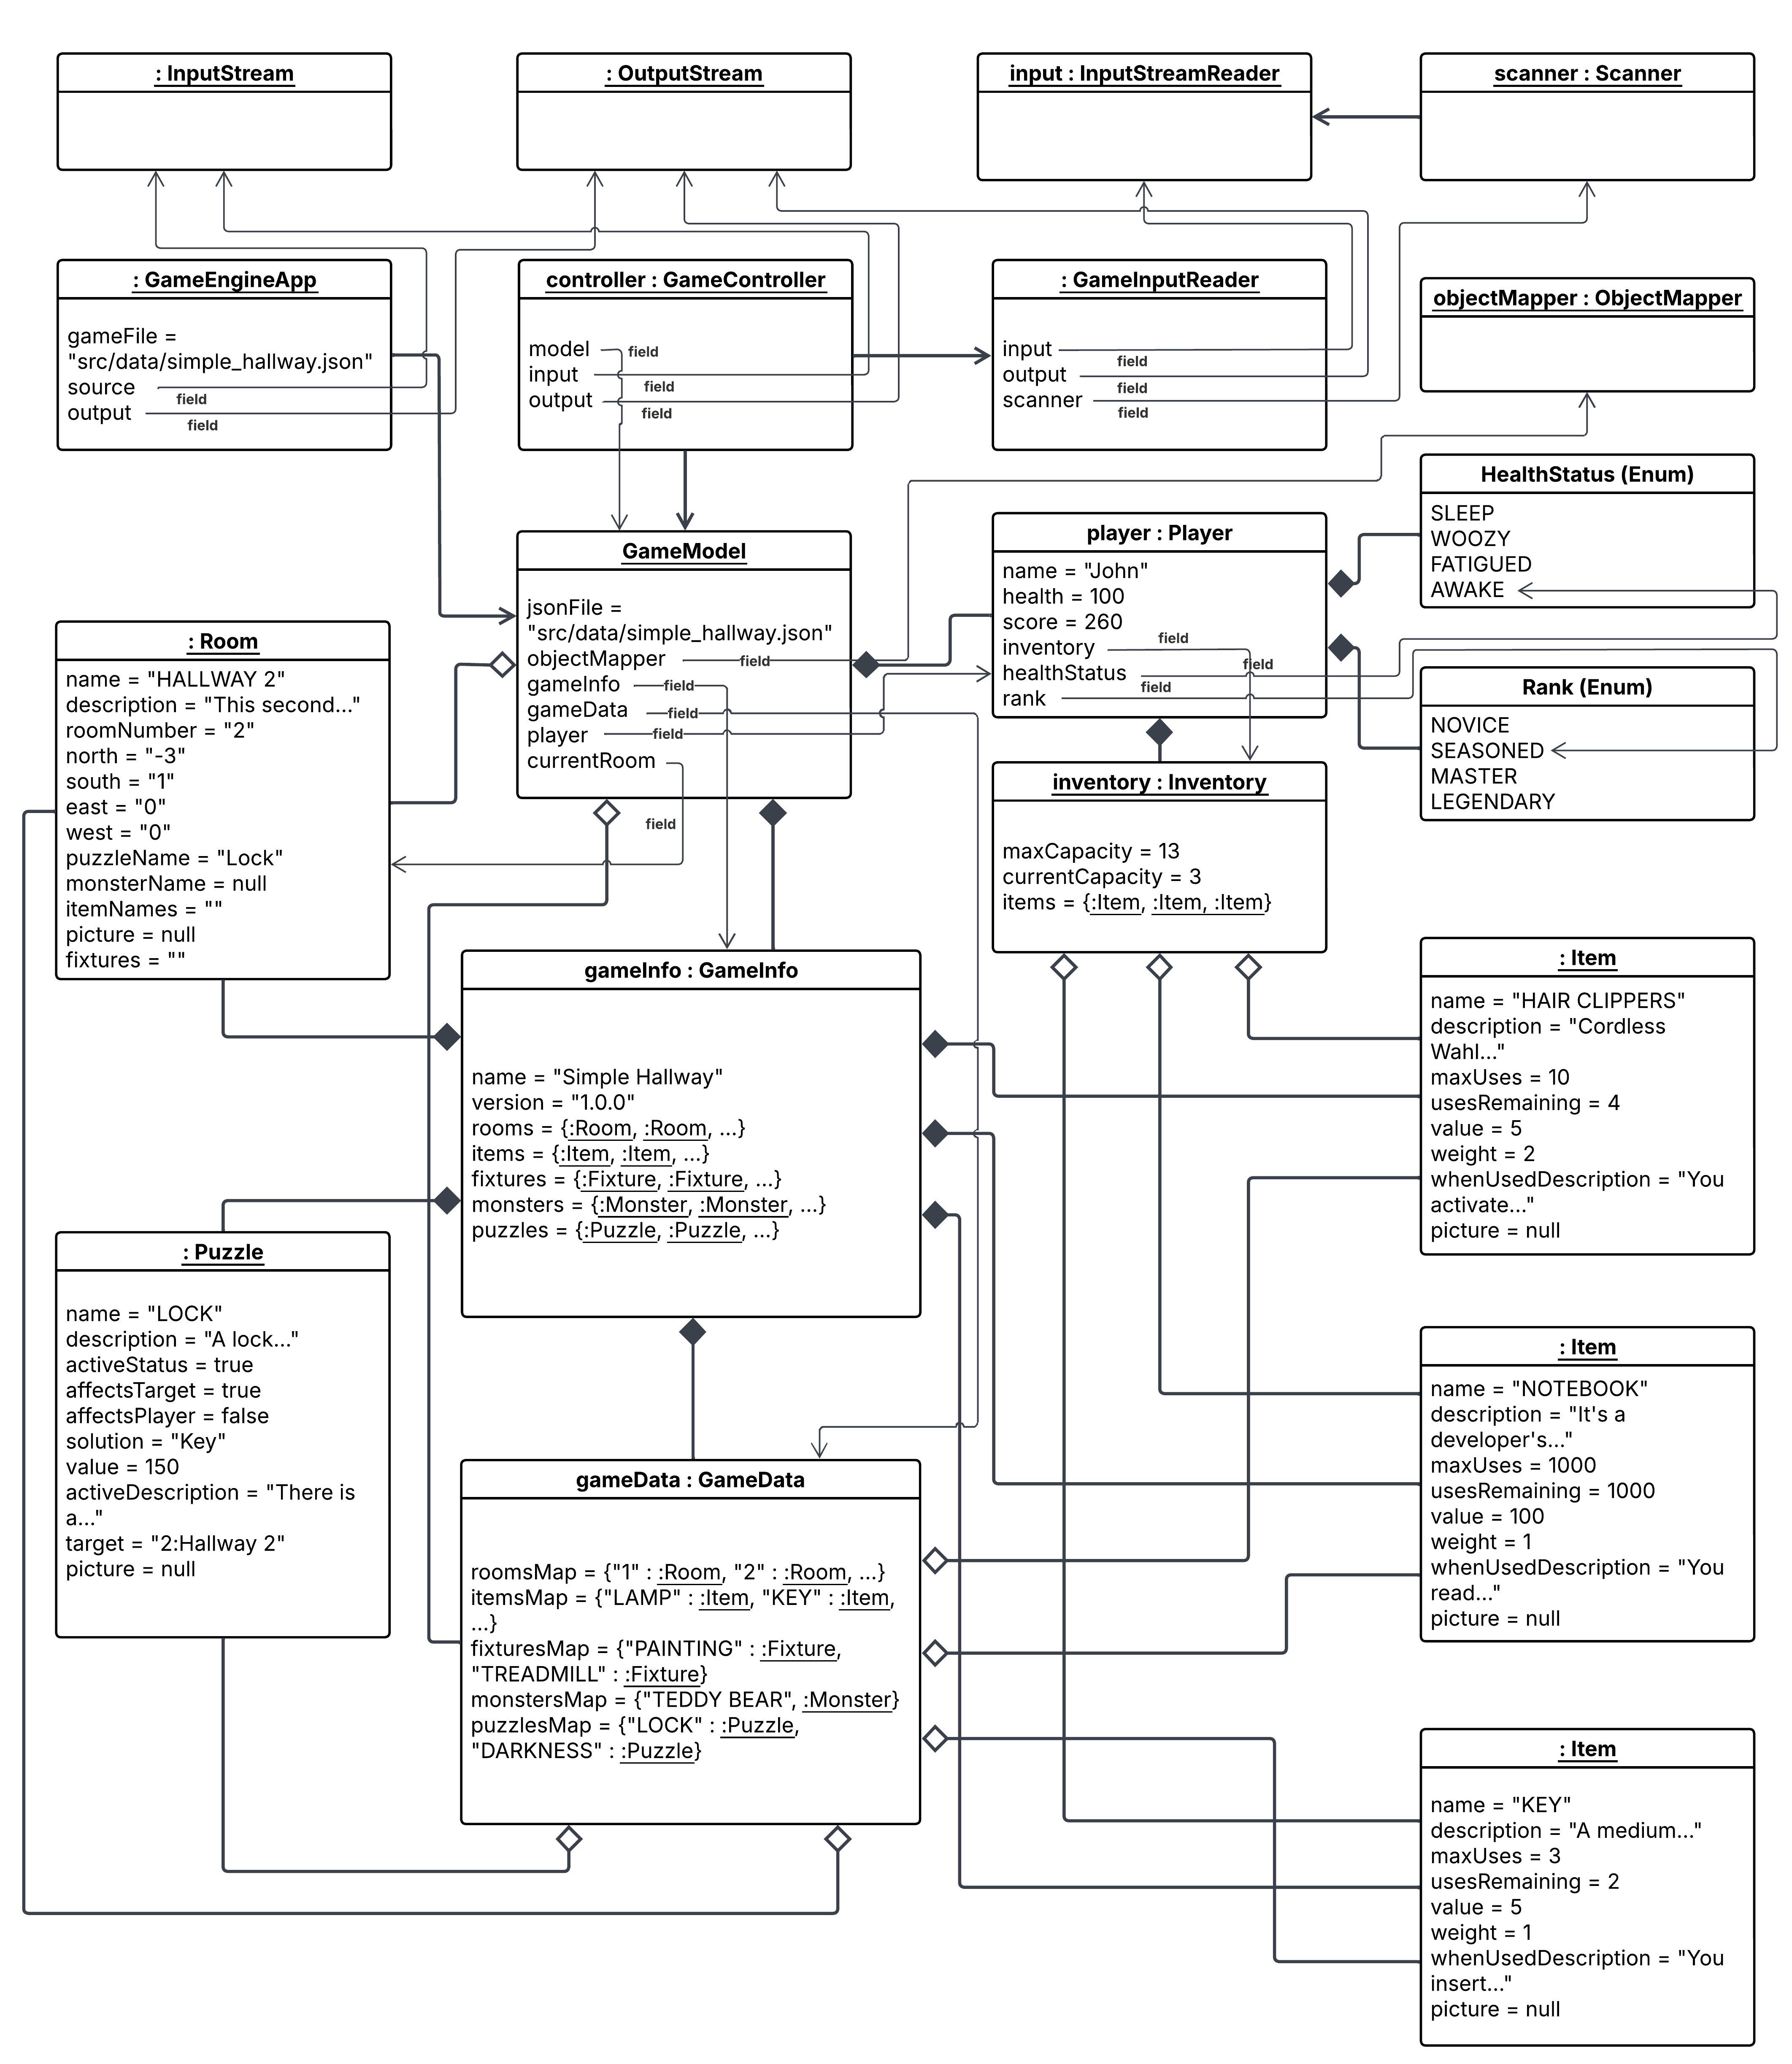 : InputStream
: OutputStream
input : InputStreamReader
scanner : Scanner
: GameEngineApp
gameFile =
"src/data/simple_hallway.json"
source
field
output
field
controller : GameController
model
field
input
field
output
field
: GameInputReader
input
field
output
field
scanner
field
objectMapper : ObjectMapper
HealthStatus (Enum)
SLEEP
WOOZY
FATIGUED
AWAKE
GameModel
jsonFile =
"src/data/simple_hallway.json"
objectMapper
field
gameInfo
field
gameData
field
player
field
currentRoom
field
player : Player
name = "John"
health = 100
score = 260
inventory
field
healthStatus
field
rank
field
Rank (Enum)
NOVICE
SEASONED
MASTER
LEGENDARY
: Room
name = "HALLWAY 2"
description = "This second..."
roomNumber = "2"
north = "-3"
south = "1"
east = "0"
west = "0"
puzzleName = "Lock"
monsterName = null
itemNames = ""
picture = null
fixtures = ""
inventory : Inventory
maxCapacity = 13
currentCapacity = 3
items = {:Item, :Item, :Item}
gameInfo : GameInfo
name = "Simple Hallway"
version = "1.0.0"
rooms = {:Room, :Room, ...}
items = {:Item, :Item, ...}
fixtures = {:Fixture, :Fixture, ...}
monsters = {:Monster, :Monster, ...}
puzzles = {:Puzzle, :Puzzle, ...}
: Item
name = "HAIR CLIPPERS"
description = "Cordless
Wahl..."
maxUses = 10
usesRemaining = 4
value = 5
weight = 2
whenUsedDescription = "You
activate..."
picture = null
: Puzzle
name = "LOCK"
description = "A lock..."
activeStatus = true
affectsTarget = true
affectsPlayer = false
solution = "Key"
value = 150
activeDescription = "There is
a..."
target = "2:Hallway 2"
picture = null
: Item
name = "NOTEBOOK"
description = "It's a
developer's..."
maxUses = 1000
usesRemaining = 1000
value = 100
weight = 1
whenUsedDescription = "You
read..."
picture = null
gameData : GameData
roomsMap = {"1" : :Room, "2" : :Room, ...}
itemsMap = {"LAMP" : :Item, "KEY" : :Item,
...}
fixturesMap = {"PAINTING" : :Fixture,
"TREADMILL" : :Fixture}
monstersMap = {"TEDDY BEAR", :Monster}
puzzlesMap = {"LOCK" : :Puzzle,
"DARKNESS" : :Puzzle}
: Item
name = "KEY"
description = "A medium..."
maxUses = 3
usesRemaining = 2
value = 5
weight = 1
whenUsedDescription = "You
insert..."
picture = null